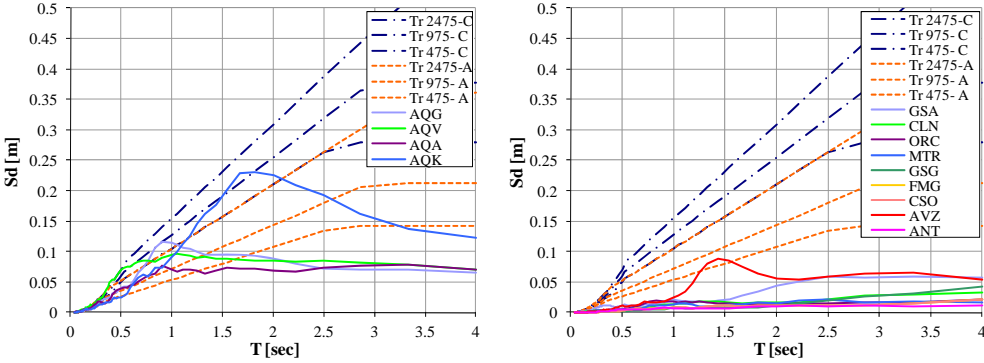 0.5
0.45
0.4
0.35
0.3
0.25
0.2
0.15
0.1
0.05
0
Sd [m]
0 0.5 1 1.5 2 2.5 3 3.5 4
T [sec]
Tr 2475-C
Tr 975- C
Tr 475- C
Tr 2475-A
Tr 975- A
Tr 475- A
AQG
AQV
AQA
AQK
0.5
0.45
0.4
0.35
0.3
0.25
0.2
0.15
0.1
0.05
0
Sd [m]
0 0.5 1 1.5 2 2.5 3 3.5 4
T [sec]
Tr 2475-C
Tr 975- C
Tr 475- C
Tr 2475-A
Tr 975- A
Tr 475- A
GSA
CLN
ORC
MTR
GSG
FMG
CSO
AVZ
ANT